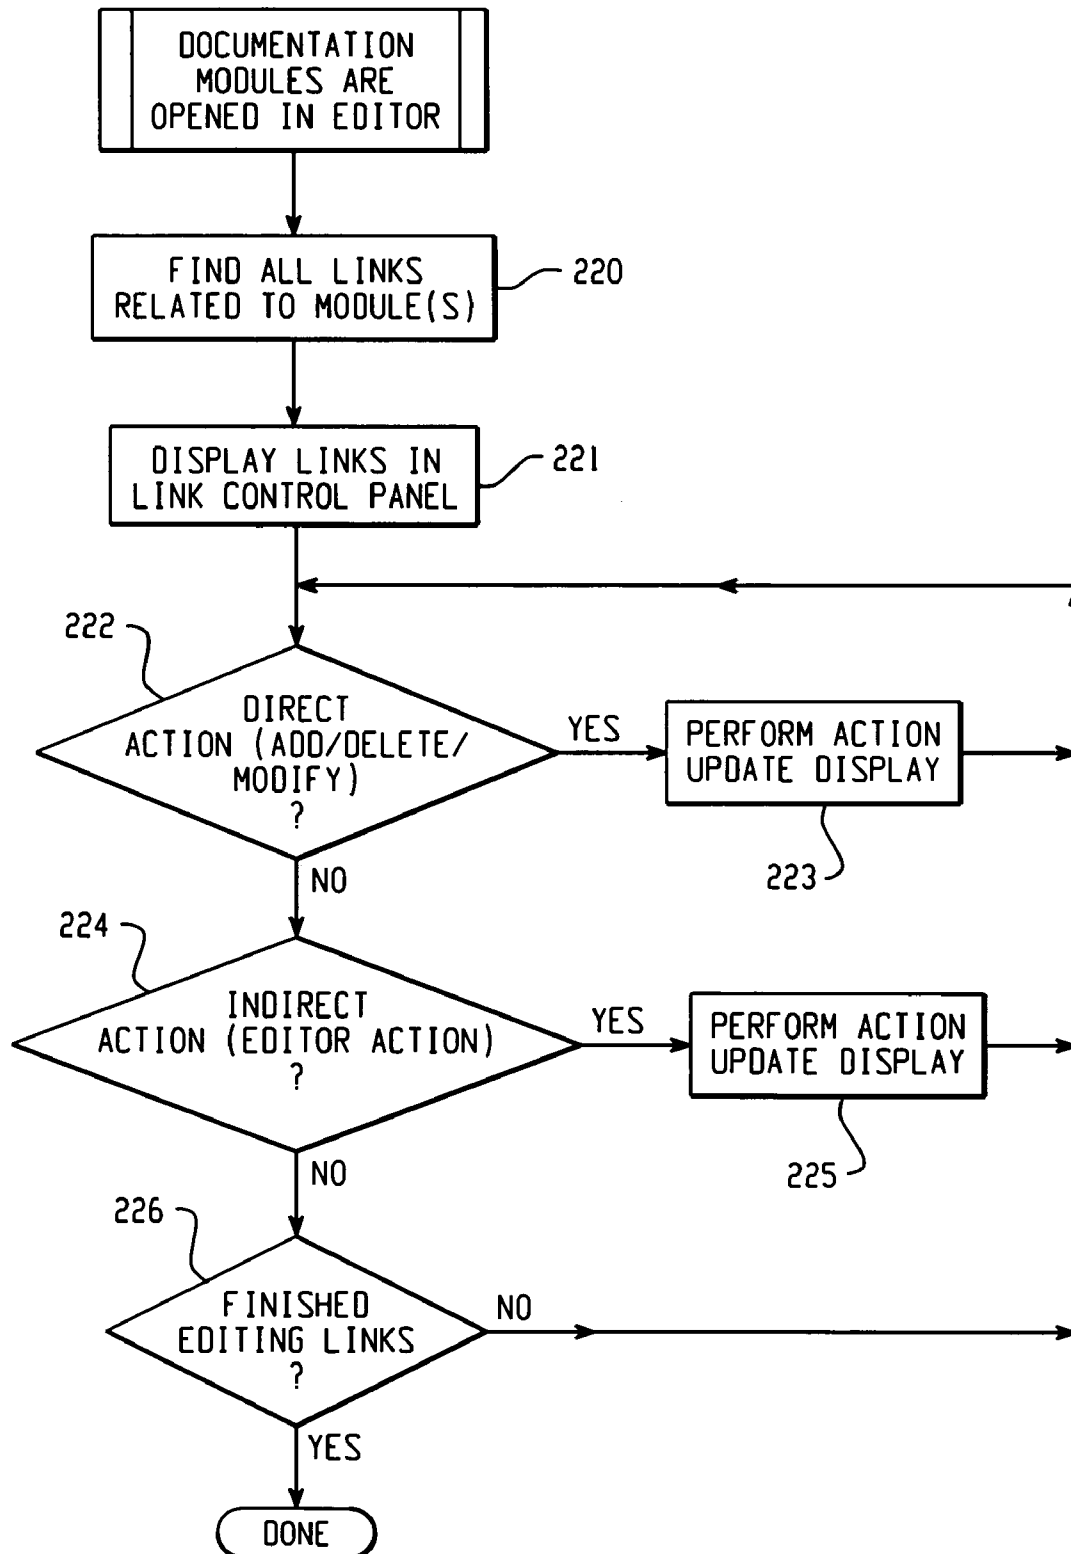 DOCUMENTATION
MODULES ARE
OPENED IN EDITOR
FIND ALL LINKS
RELATED TO MODULE(S)
220
DISPLAY LINKS IN
LINK CONTROL PANEL
221
222
DIRECT
ACTION (ADD/DELETE/
MODIFY)
?
YES
PERFORM ACTION
UPDATE DISPLAY
223
NO
224
INDIRECT
ACTION (EDITOR ACTION)
?
YES
PERFORM ACTION
UPDATE DISPLAY
225
NO
226
FINISHED
EDITING LINKS
?
NO
YES
DONE